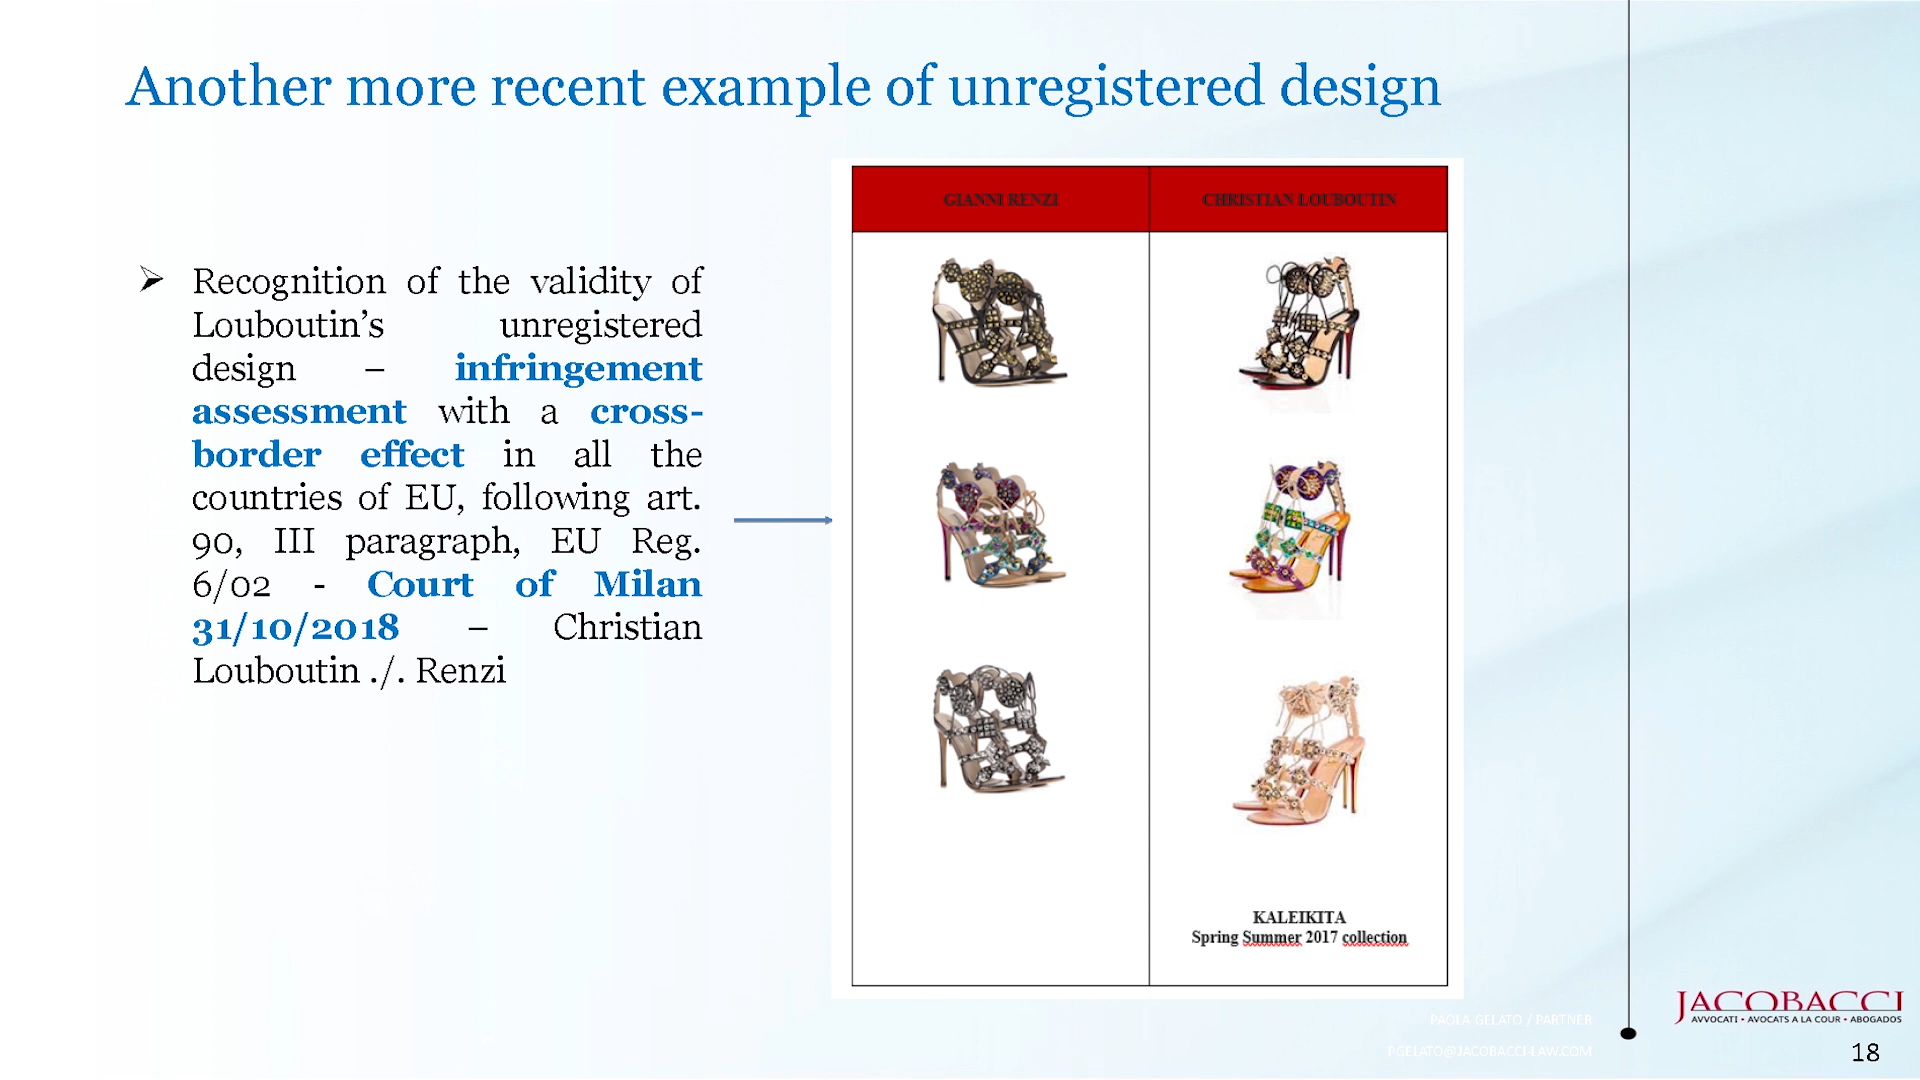 Another more recent example of unregistered design
➢ Recognition of the validity of
Louboutin’s unregistered
design – infringement
assessment with a cross-
border effect in all the
countries of EU, following art.
90, III paragraph, EU Reg.
6/02 - Court of Milan
31/10/2018 – Christian
Louboutin ./. Renzi
GIANNI RENZI
CHRISTIAN LOUBOUTIN
KALEIKITA
Spring Summer 2017 collection
PAOLA GELATO / PARTNER
PGELATO@JACOBACCI-LAW.COM
JACOBACCI
AVVOCATI • AVOCATS A LA COUR • ABOGADOS
18